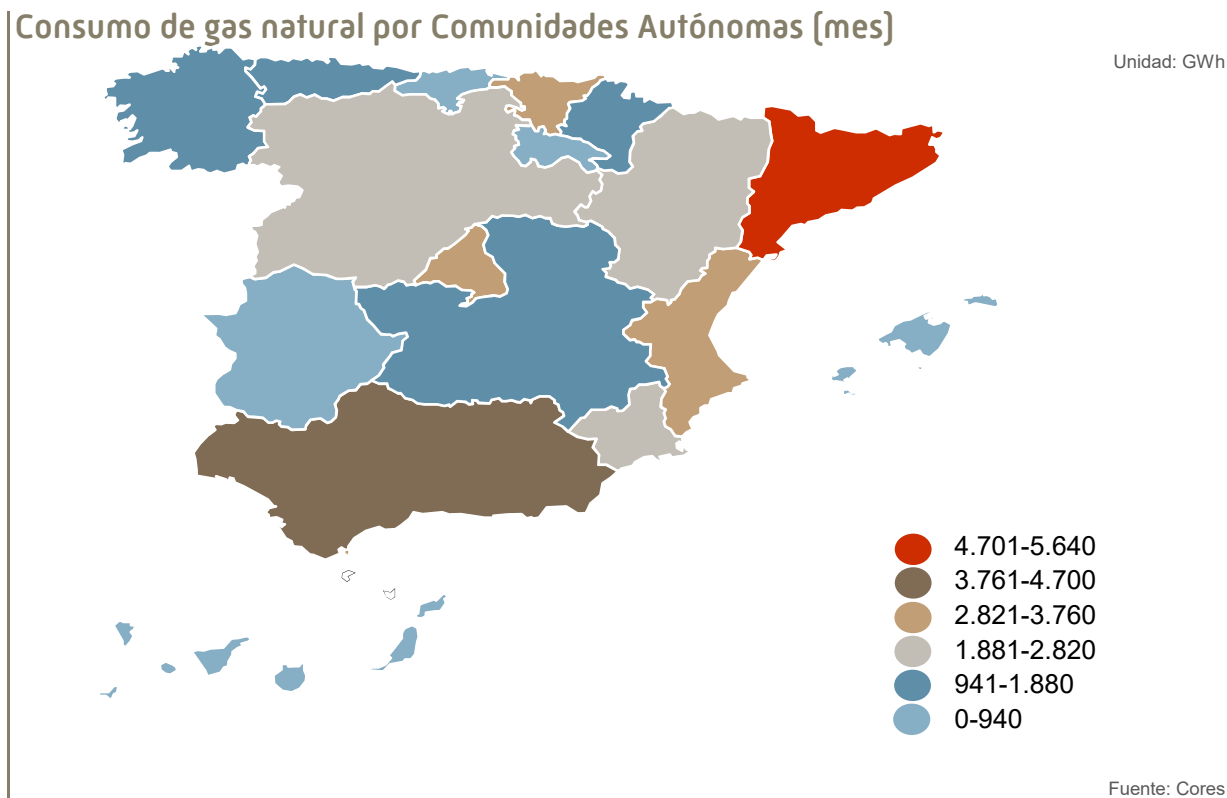 Consumo de gas natural por Comunidades Autónomas (mes)
Unidad: GWh
4.701-5.640
3.761-4.700
2.821-3.760
1.881-2.820
941-1.880
0-940
Fuente: Cores